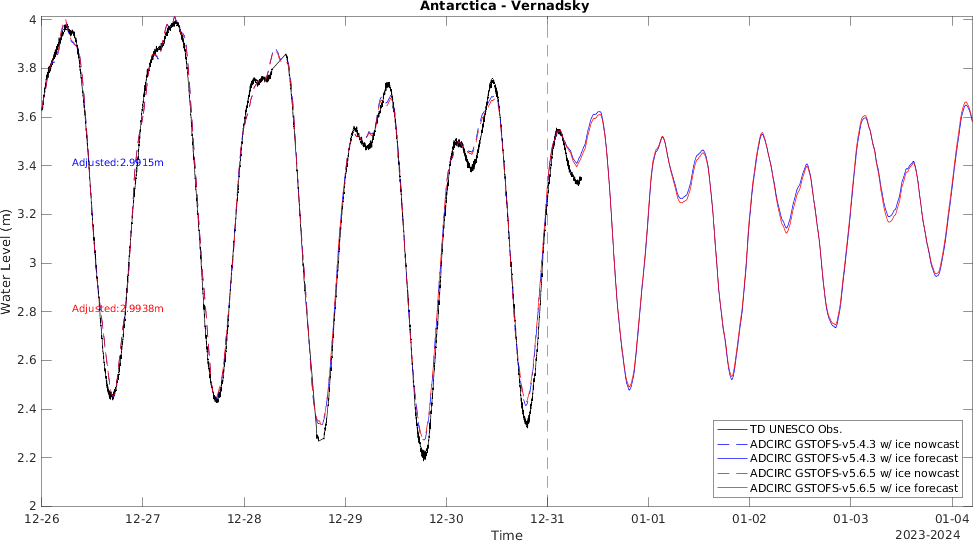 Antarctica - Vernadsky
4
3.8
3.6
3.4
3.2
3
2.8
2.6
2.4
2.2
2
Water Level (m)
Adjusted:2.9915m
Adjusted:2.9938m
TD UNESCO Obs.
ADCIRC GSTOFS-v5.4.3 w/ ice nowcast
ADCIRC GSTOFS-v5.4.3 w/ ice forecast
ADCIRC GSTOFS-v5.6.5 w/ ice nowcast
ADCIRC GSTOFS-v5.6.5 w/ ice forecast
12-26 12-27 12-28 12-29 12-30 12-31 01-01 01-02 01-03 01-04
Time
2023-2024